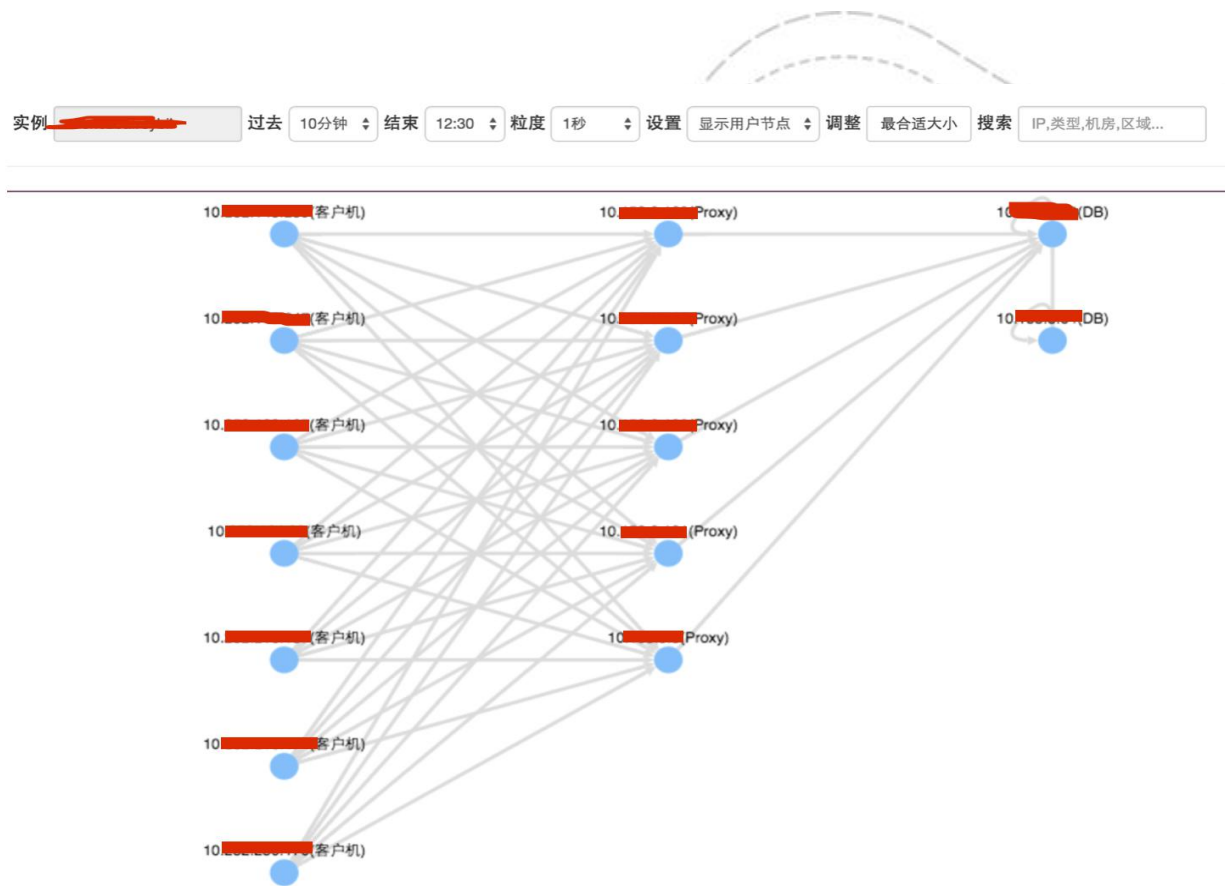 实例 过去 10分钟 结束 12:30 粒度 1秒 设置 显示用户节点 调整 最合适大小 搜索 IP,类型,机房,区域...
10. (客户机) 10. (Proxy) 10 (DB)
10. (客户机) 10. (Proxy) 10. (DB)
10. (客户机) 10. (Proxy)
10 (客户机) 10. (Proxy)
10. (客户机) 10 (Proxy)
10 (客户机)
10. (客户机)